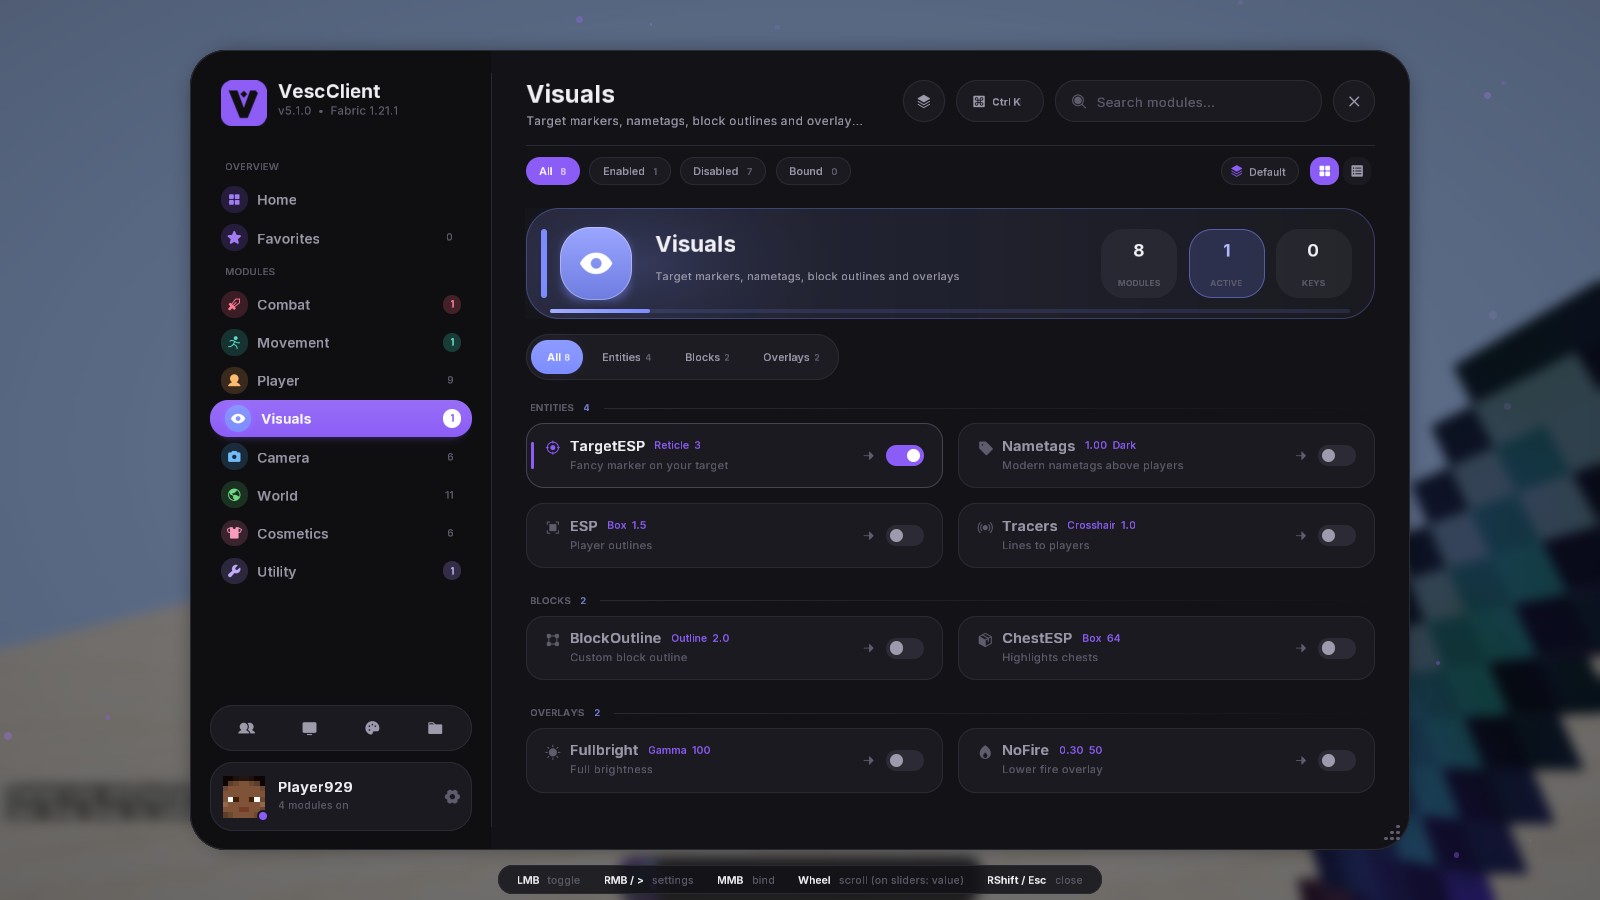 VescClient
v5.1.0 • Fabric 1.21.1
OVERVIEW
Home
Favorites 0
MODULES
Combat 1
Movement 1
Player 9
Visuals 1
Camera 6
World 11
Cosmetics 6
Utility 1
Player929
4 modules on
Visuals
Target markers, nametags, block outlines and overlay...
Ctrl K
Search modules...
All 8
Enabled 1
Disabled 7
Bound 0
Default
Visuals
Target markers, nametags, block outlines and overlays
8
MODULES
1
ACTIVE
0
KEYS
All 8
Entities 4
Blocks 2
Overlays 2
ENTITIES 4
TargetESP Reticle 3
Fancy marker on your target
Nametags 1.00 Dark
Modern nametags above players
ESP Box 1.5
Player outlines
Tracers Crosshair 1.0
Lines to players
BLOCKS 2
BlockOutline Outline 2.0
Custom block outline
ChestESP Box 64
Highlights chests
OVERLAYS 2
Fullbright Gamma 100
Full brightness
NoFire 0.30 50
Lower fire overlay
LMB toggle RMB / > settings MMB bind Wheel scroll (on sliders: value) RShift / Esc close